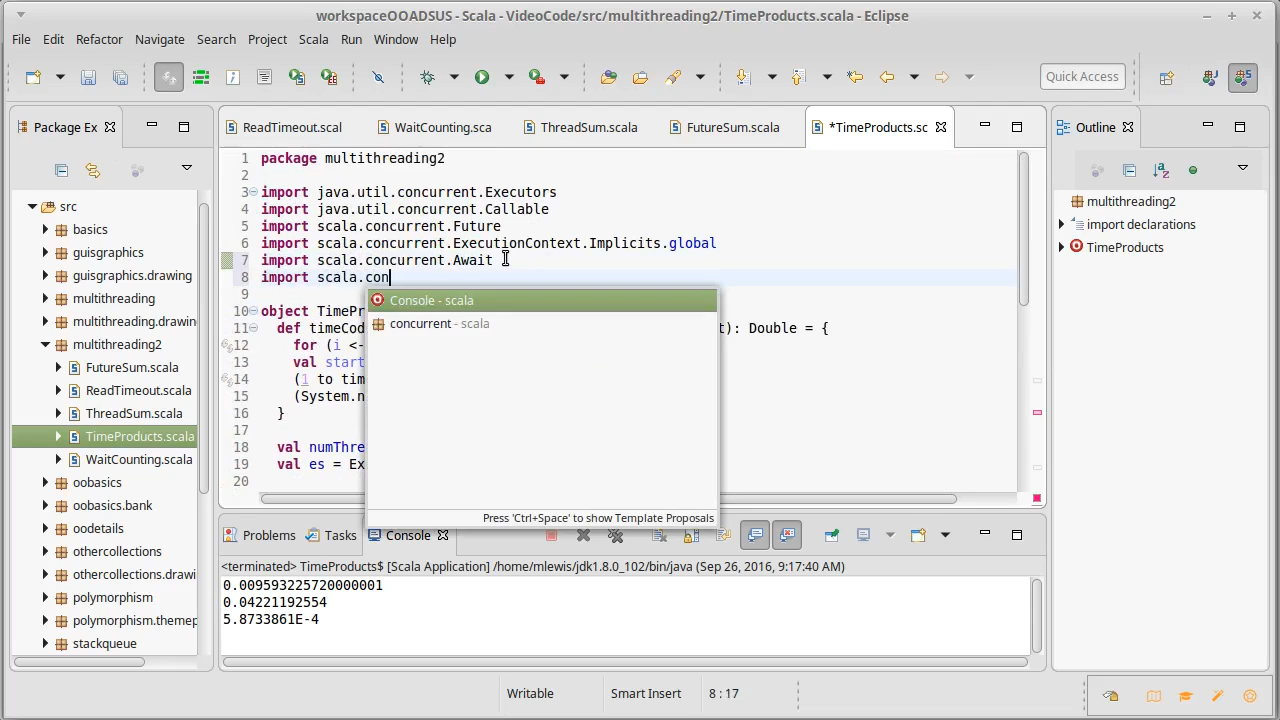 workspaceOOADSUS - Scala - VideoCode/src/multithreading2/TimeProducts.scala - Eclipse
File Edit Refactor Navigate Search Project Scala Run Window Help
Quick Access
Package Ex
ReadTimeout.scal WaitCounting.sca ThreadSum.scala FutureSum.scala *TimeProducts.sc
Outline
src
basics
guisgraphics
guisgraphics.drawing
multithreading
multithreading.drawin
multithreading2
FutureSum.scala
ReadTimeout.scala
ThreadSum.scala
TimeProducts.scala
WaitCounting.scala
oobasics
oobasics.bank
oodetails
othercollections
othercollections.drawi
polymorphism
polymorphism.themep
stackqueue
1 package multithreading2
2
3 import java.util.concurrent.Executors
4 import java.util.concurrent.Callable
5 import scala.concurrent.Future
6 import scala.concurrent.ExecutionContext.Implicits.global
7 import scala.concurrent.Await
8 import scala.con
9
10 object TimePr
11 def timeCod t): Double = {
12 for (i <-
13 val start
14 (1 to tim
15 (System.n
16 }
17
18 val numThre
19 val es = Ex
20
Console - scala
concurrent - scala
Press 'Ctrl+Space' to show Template Proposals
multithreading2
import declarations
TimeProducts
Problems Tasks Console
<terminated> TimeProducts$ [Scala Application] /home/mlewis/jdk1.8.0_102/bin/java (Sep 26, 2016, 9:17:40 AM)
0.009593225720000001
0.04221192554
5.8733861E-4
Writable Smart Insert 8 : 17